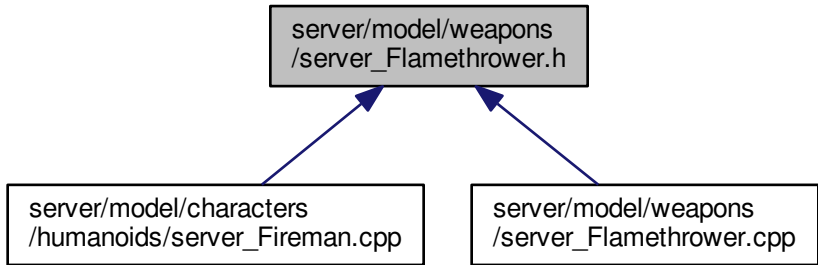 server/model/weapons
/server_Flamethrower.h
server/model/characters
/humanoids/server_Fireman.cpp
server/model/weapons
/server_Flamethrower.cpp